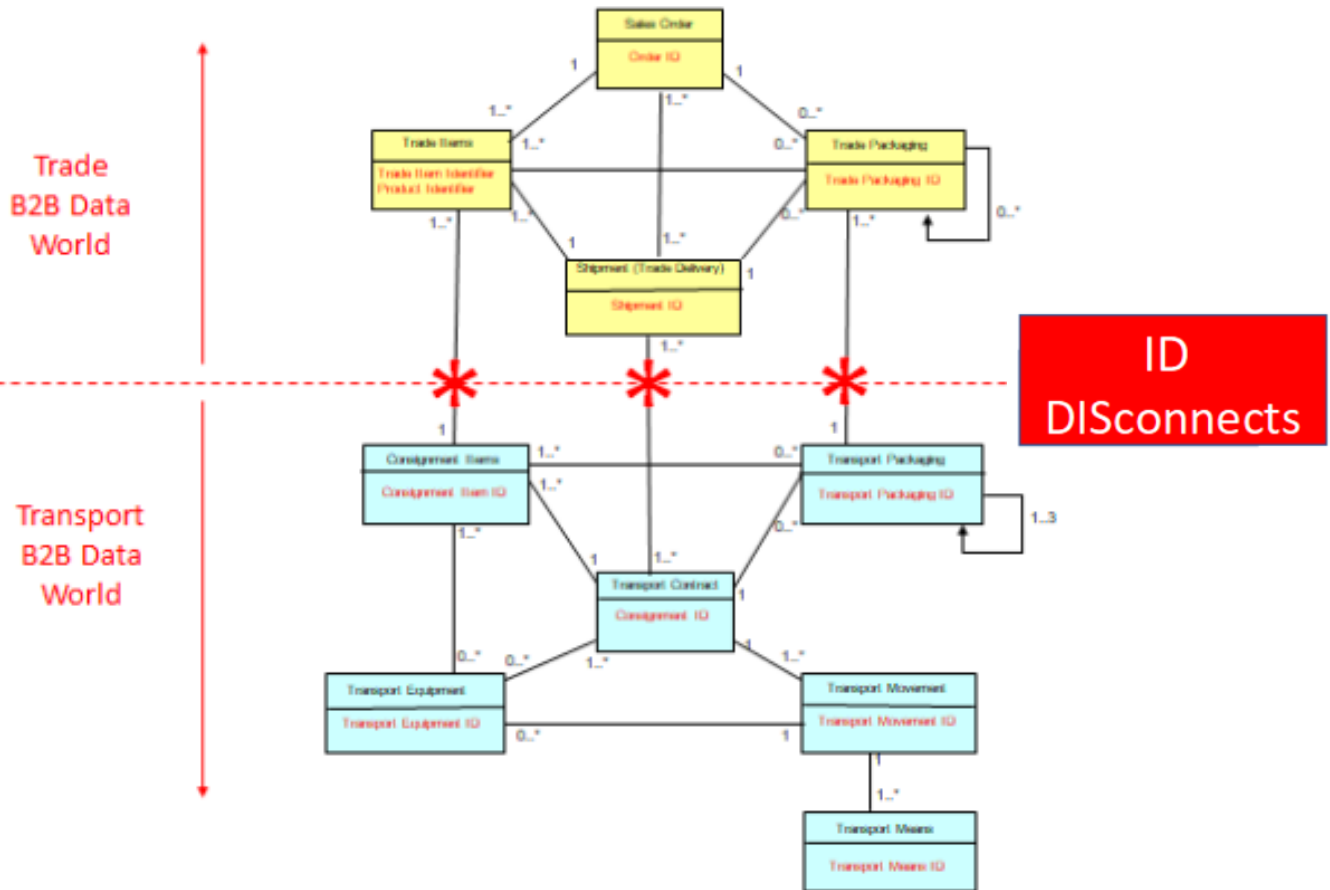 Sales Order
Order ID
1
1
1..*
1..*
0..*
Trade Items
1..*
0..*
Trade Packaging
Trade
B2B Data
World
Trade Item Identifier
Product Identifier
Trade Packaging ID
1..*
1..*
0..*
1..*
0..*
1
1..*
Shipment (Trade Delivery)
1
Shipment ID
1..*
ID
DISconnects
1
1
Consignment Items
1..*
0..*
Transport Packaging
Consignment Item ID
1..*
Transport Packaging ID
Transport
B2B Data
World
1..*
0..*
1..3
1
1..*
Transport Contract
1
Consignment ID
0..*
0..*
1..*
1
1..*
Transport Equipment
Transport Movement
Transport Equipment ID
Transport Movement ID
0..*
1
1
1..*
Transport Means
Transport Means ID